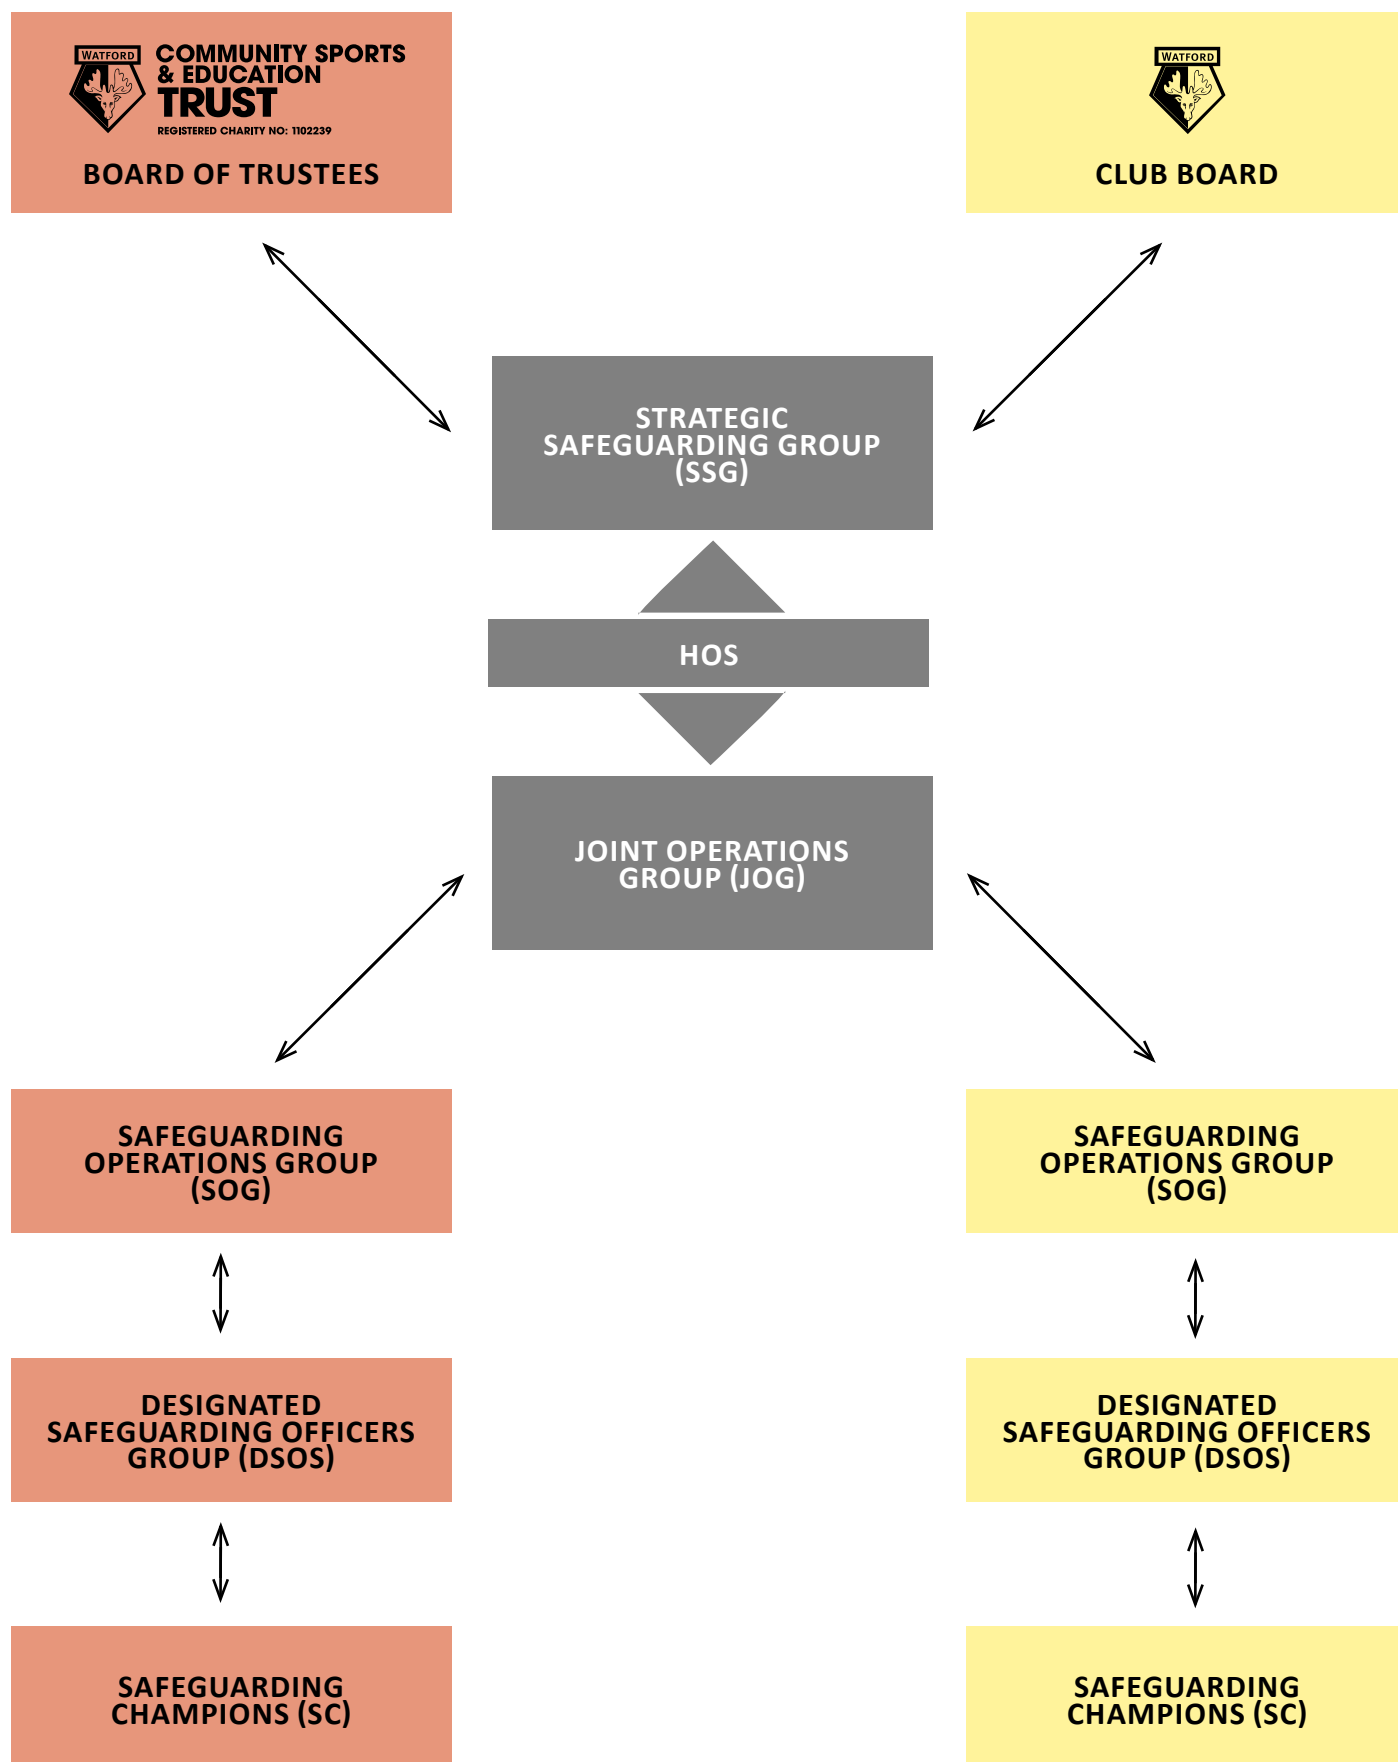 WATFORD
COMMUNITY SPORTS
& EDUCATION
TRUST
REGISTERED CHARITY NO: 1102239
BOARD OF TRUSTEES
WATFORD
CLUB BOARD
STRATEGIC
SAFEGUARDING GROUP
(SSG)
HOS
JOINT OPERATIONS
GROUP (JOG)
SAFEGUARDING
OPERATIONS GROUP
(SOG)
SAFEGUARDING
OPERATIONS GROUP
(SOG)
DESIGNATED
SAFEGUARDING OFFICERS
GROUP (DSOS)
DESIGNATED
SAFEGUARDING OFFICERS
GROUP (DSOS)
SAFEGUARDING
CHAMPIONS (SC)
SAFEGUARDING
CHAMPIONS (SC)